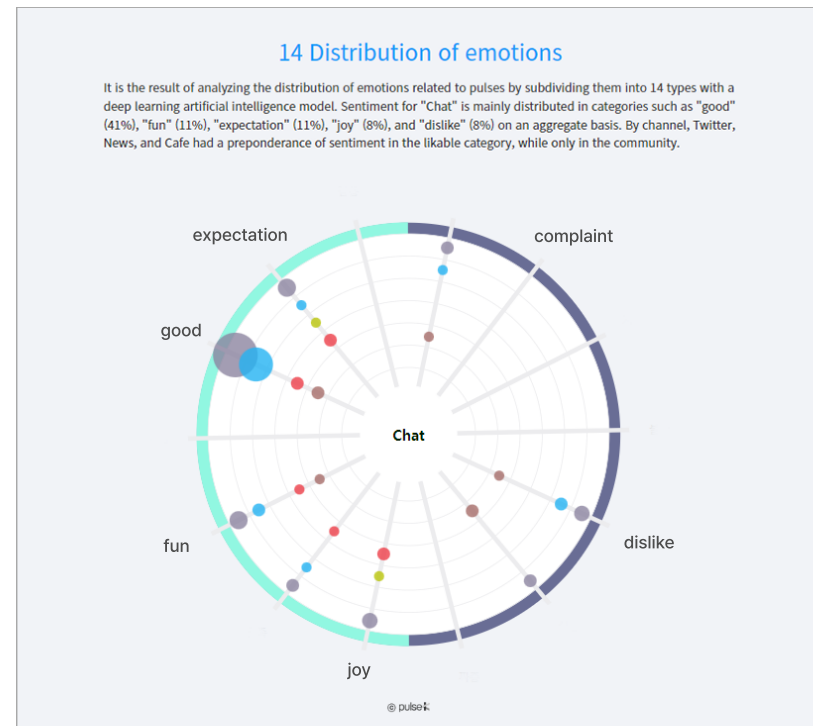 14 Distribution of emotions
It is the result of analyzing the distribution of emotions related to pulses by subdividing them into 14 types with a
deep learning artificial intelligence model. Sentiment for "Chat" is mainly distributed in categories such as "good"
(41%), "fun" (11%), "expectation" (11%), "joy" (8%), and "dislike" (8%) on an aggregate basis. By channel, Twitter,
News, and Cafe had a preponderance of sentiment in the likable category, while only in the community.
expectation
complaint
good
Chat
fun
dislike
joy
© pulsek